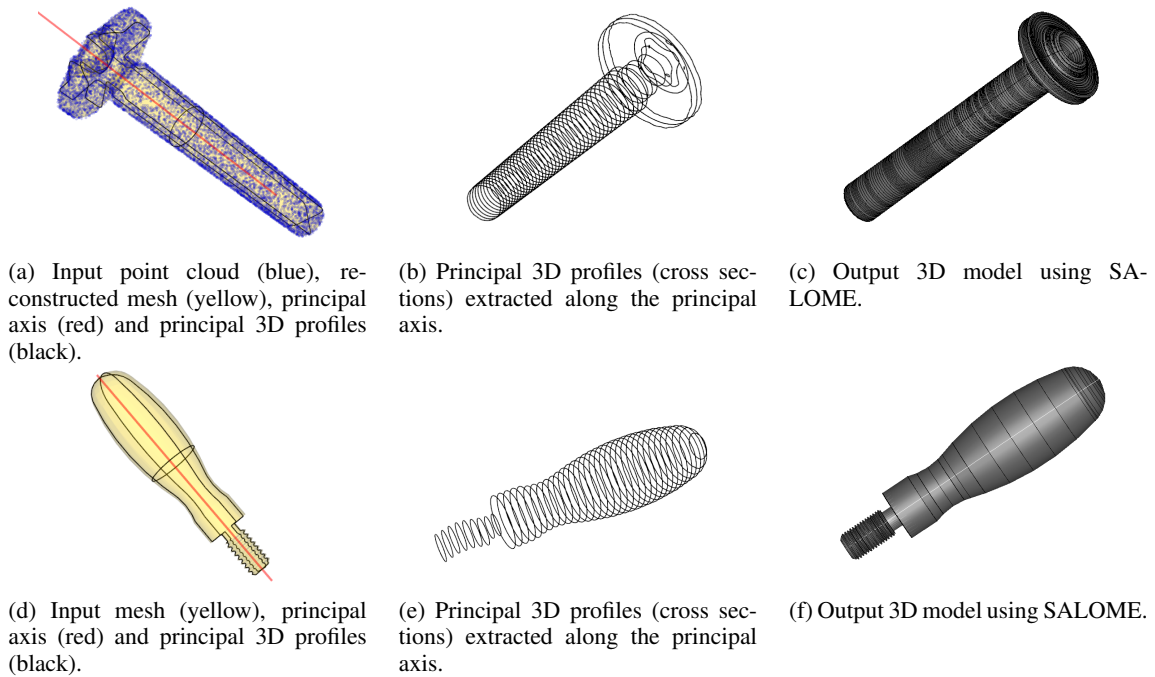 (a) Input point cloud (blue), re-
constructed mesh (yellow), principal
axis (red) and principal 3D profiles
(black).
(b) Principal 3D profiles (cross sec-
tions) extracted along the principal
axis.
(c) Output 3D model using SA-
LOME.
(d) Input mesh (yellow), principal
axis (red) and principal 3D profiles
(black).
(e) Principal 3D profiles (cross sec-
tions) extracted along the principal
axis.
(f) Output 3D model using SALOME.